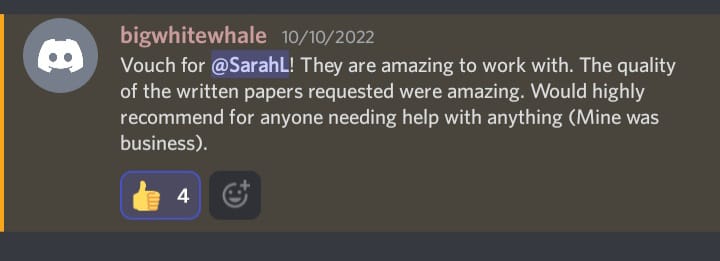 bigwhitewhale 10/10/2022
Vouch for @SarahL! They are amazing to work with. The quality
of the written papers requested were amazing. Would highly
recommend for anyone needing help with anything (Mine was
business).
👍 4